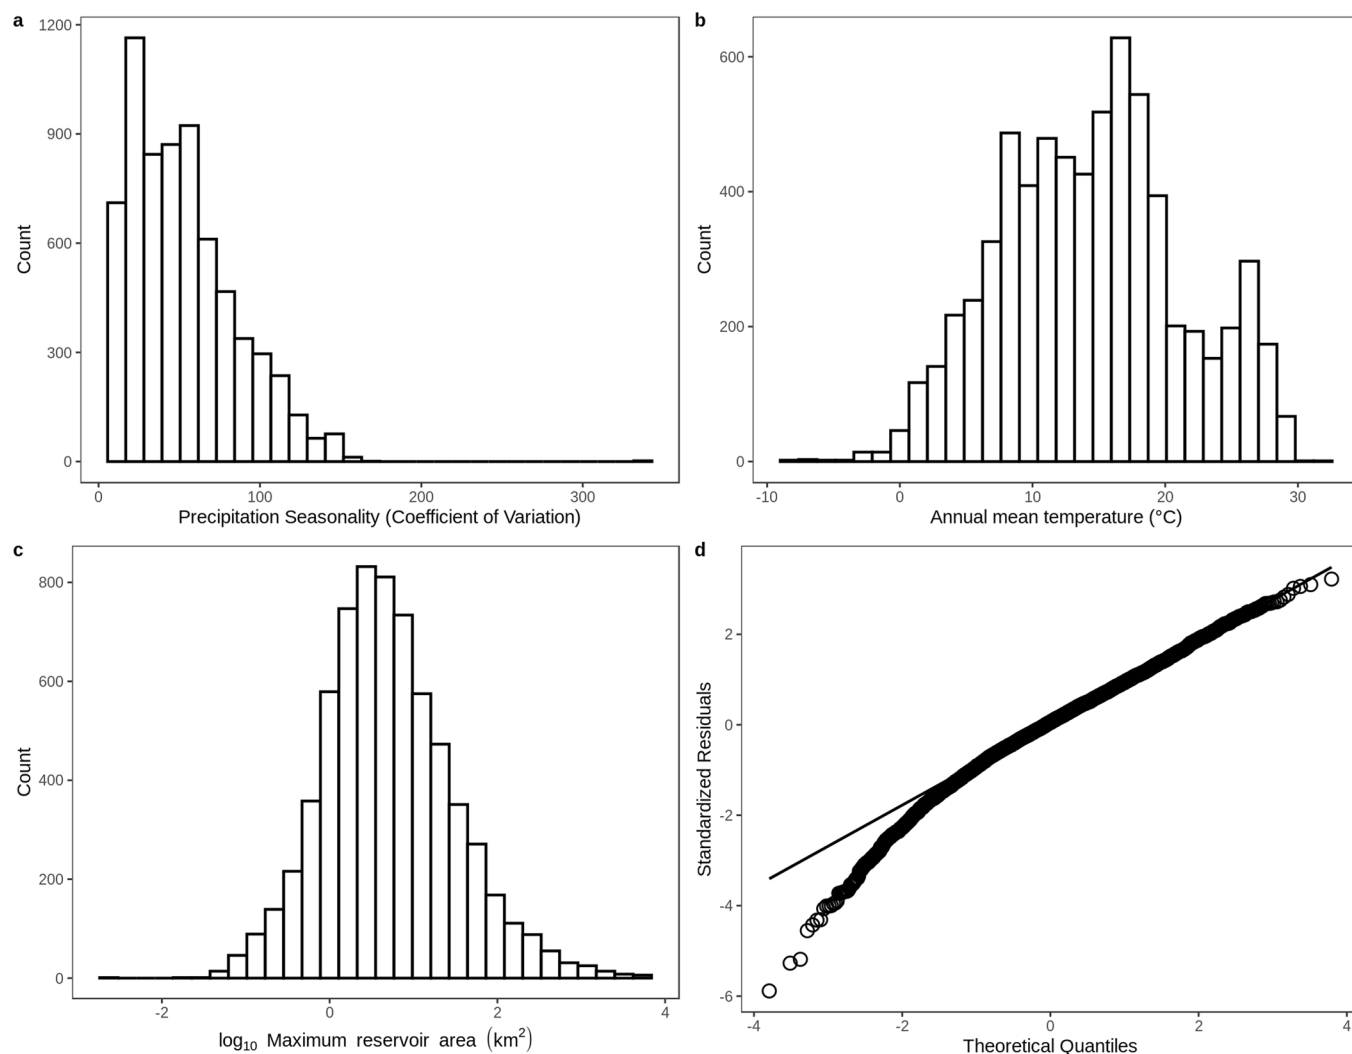 a
1200
900
600
300
0
Count
0 100 200 300
Precipitation Seasonality (Coefficient of Variation)
b
600
400
200
0
Count
-10 0 10 20 30
Annual mean temperature (°C)
c
800
600
400
200
0
Count
-2 0 2 4
log₁₀ Maximum reservoir area (km²)
d
2
0
-2
-4
-6
Standardized Residuals
-4 -2 0 2 4
Theoretical Quantiles